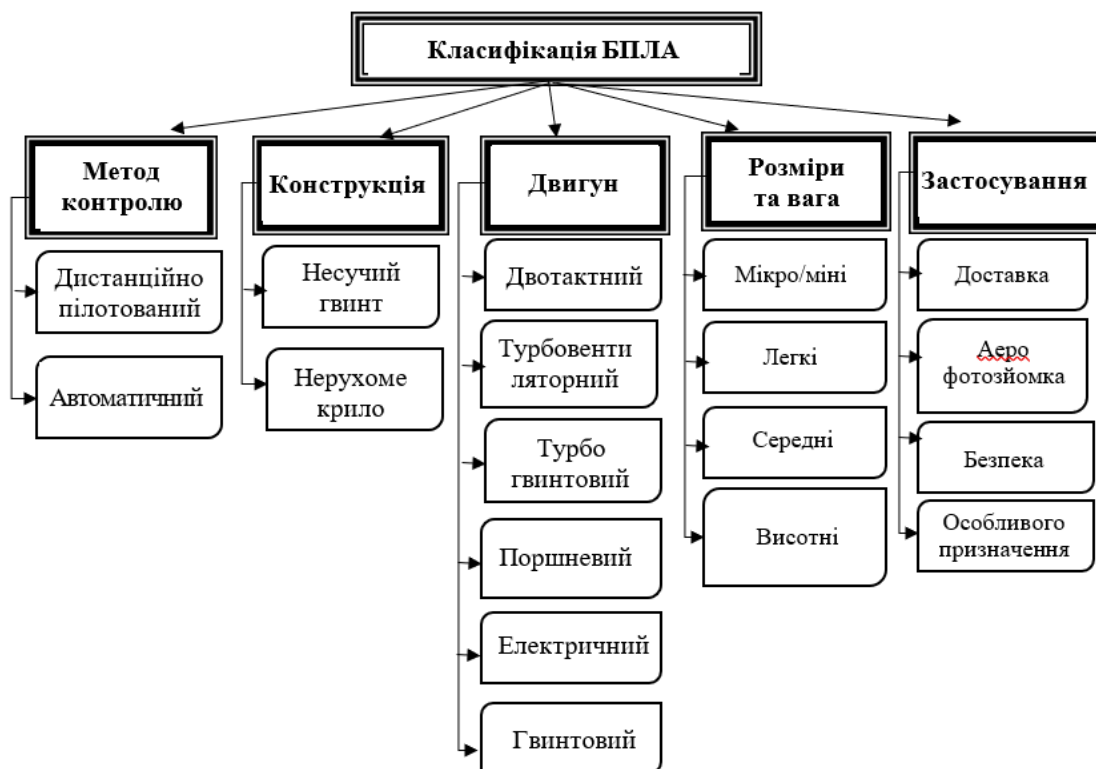 Класифікація БПЛА
Метод
контролю
Дистанційно
пілотований
Автоматичний
Конструкція
Несучий
гвинт
Нерухоме
крило
Двигун
Двотактний
Турбовенти
ляторний
Турбо
гвинтовий
Поршневий
Електричний
Гвинтовий
Розміри
та вага
Мікро/міні
Легкі
Середні
Висотні
Застосування
Доставка
Аеро
фотозйомка
Безпека
Особливого
призначення